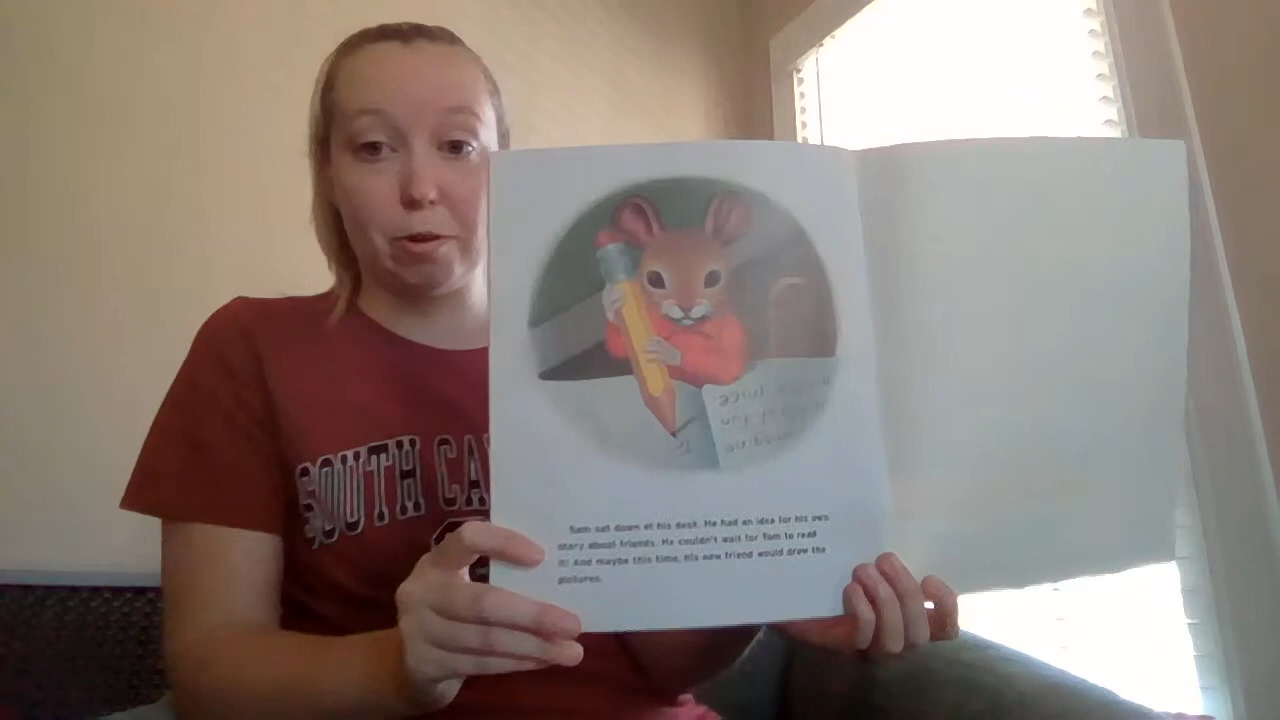 SOUTH CA
Sam sat down at his desk. He had an idea for his own
story about friends. He couldn't wait for Tom to read
it! And maybe this time, his new friend would draw the
pictures.